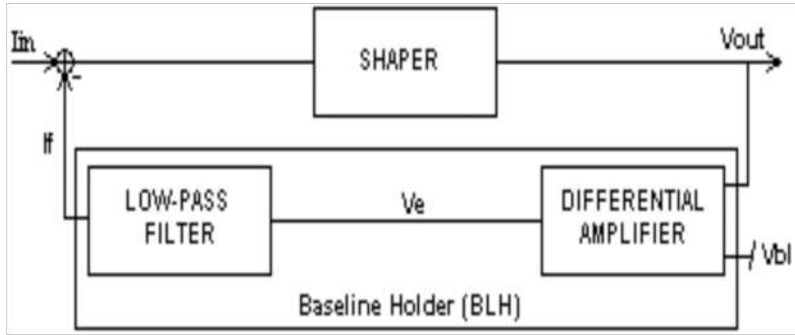 Iin
SHAPER
Vout
-
If
LOW-PASS
FILTER
Ve
DIFFERENTIAL
AMPLIFIER
Vbl
Baseline Holder (BLH)